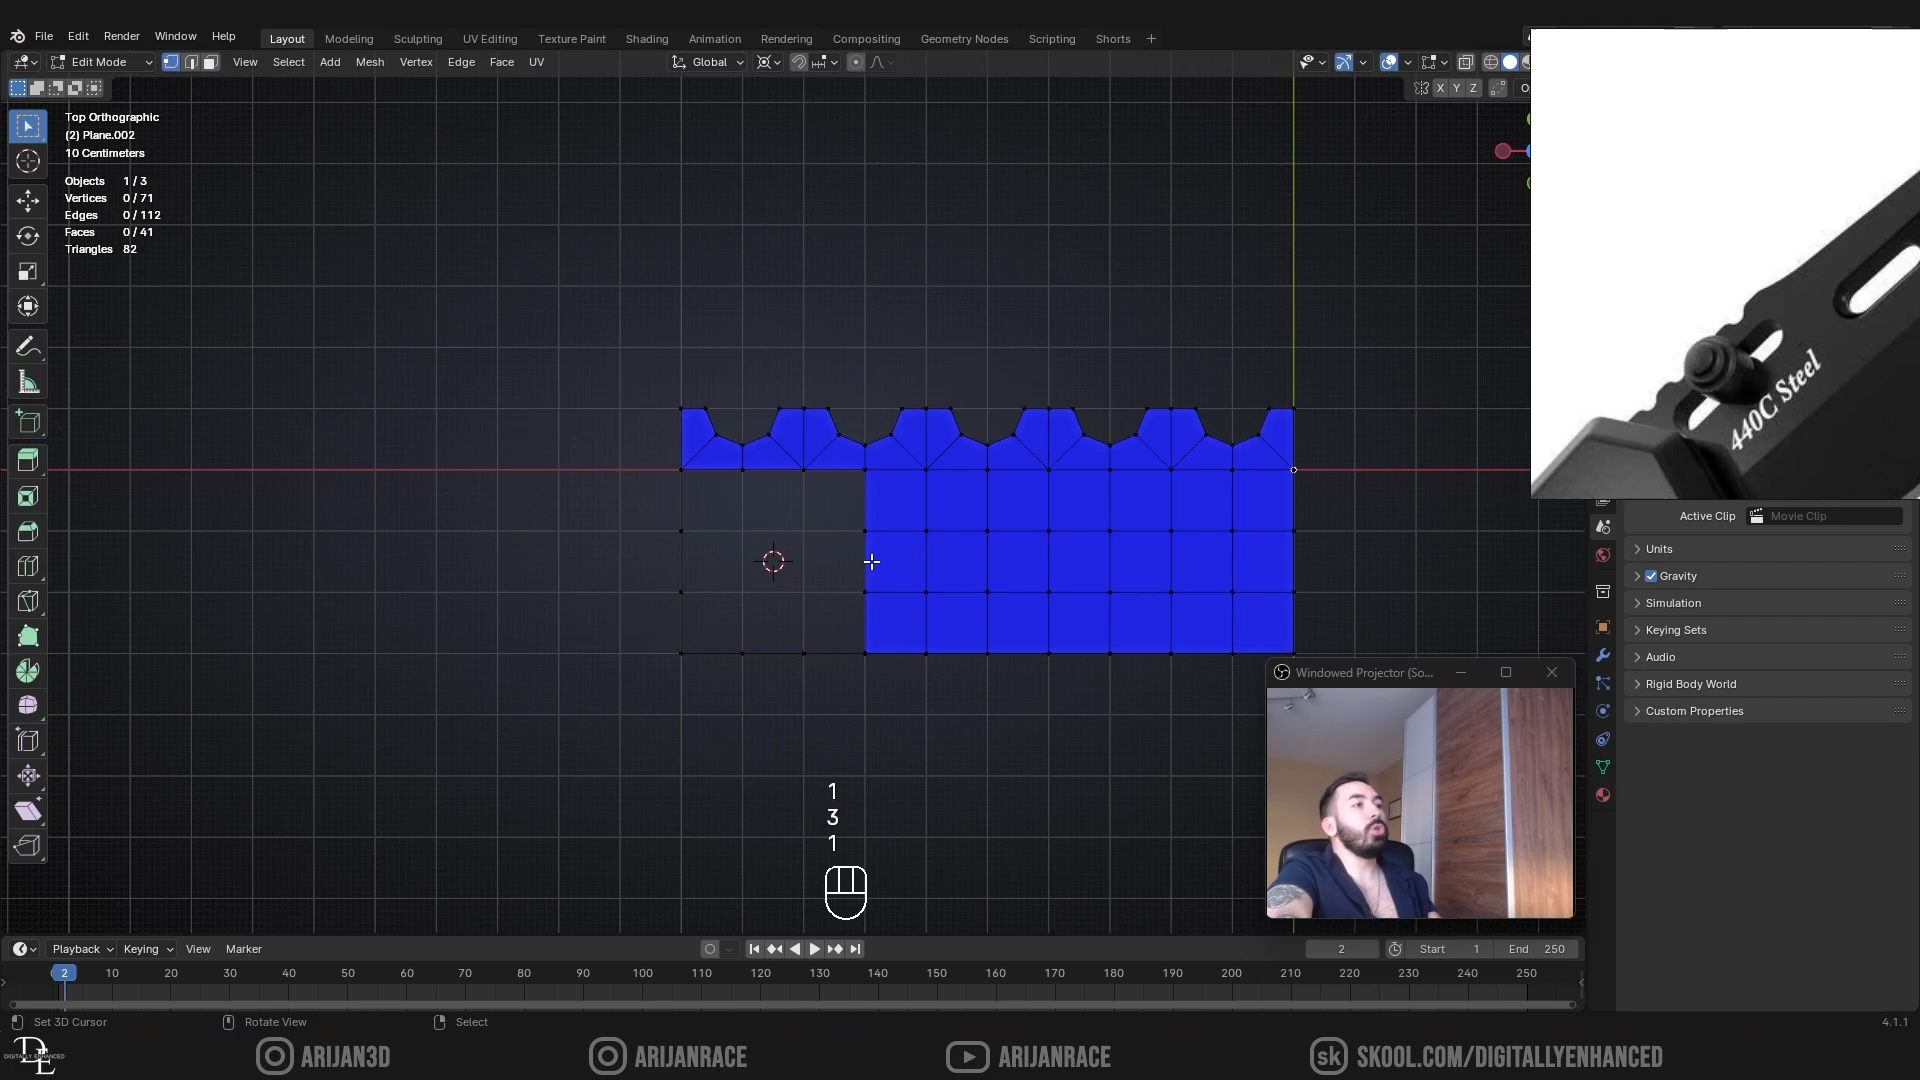 File Edit Render Window Help
Layout Modeling Sculpting UV Editing Texture Paint Shading Animation Rendering Compositing Geometry Nodes Scripting Shorts
Edit Mode View Select Add Mesh Vertex Edge Face UV Global
X Y Z
Top Orthographic
(2) Plane.002
10 Centimeters
Objects 1 / 3
Vertices 0 / 71
Edges 0 / 112
Faces 0 / 41
Triangles 82
440C Steel
Active Clip Movie Clip
Units
Gravity
Simulation
Keying Sets
Audio
Rigid Body World
Custom Properties
Windowed Projector (So...
1
3
1
Playback Keying View Marker
2 Start 1 End 250
2 10 20 30 40 50 60 70 80 90 100 110 120 130 140 150 160 170 180 190 200 210 220 230 240 250
Set 3D Cursor Rotate View Select 4.1.1
DIGITALLY ENHANCED
ARIJAN3D ARIJANRACE ARIJANRACE sk SKOOL.COM/DIGITALLYENHANCED